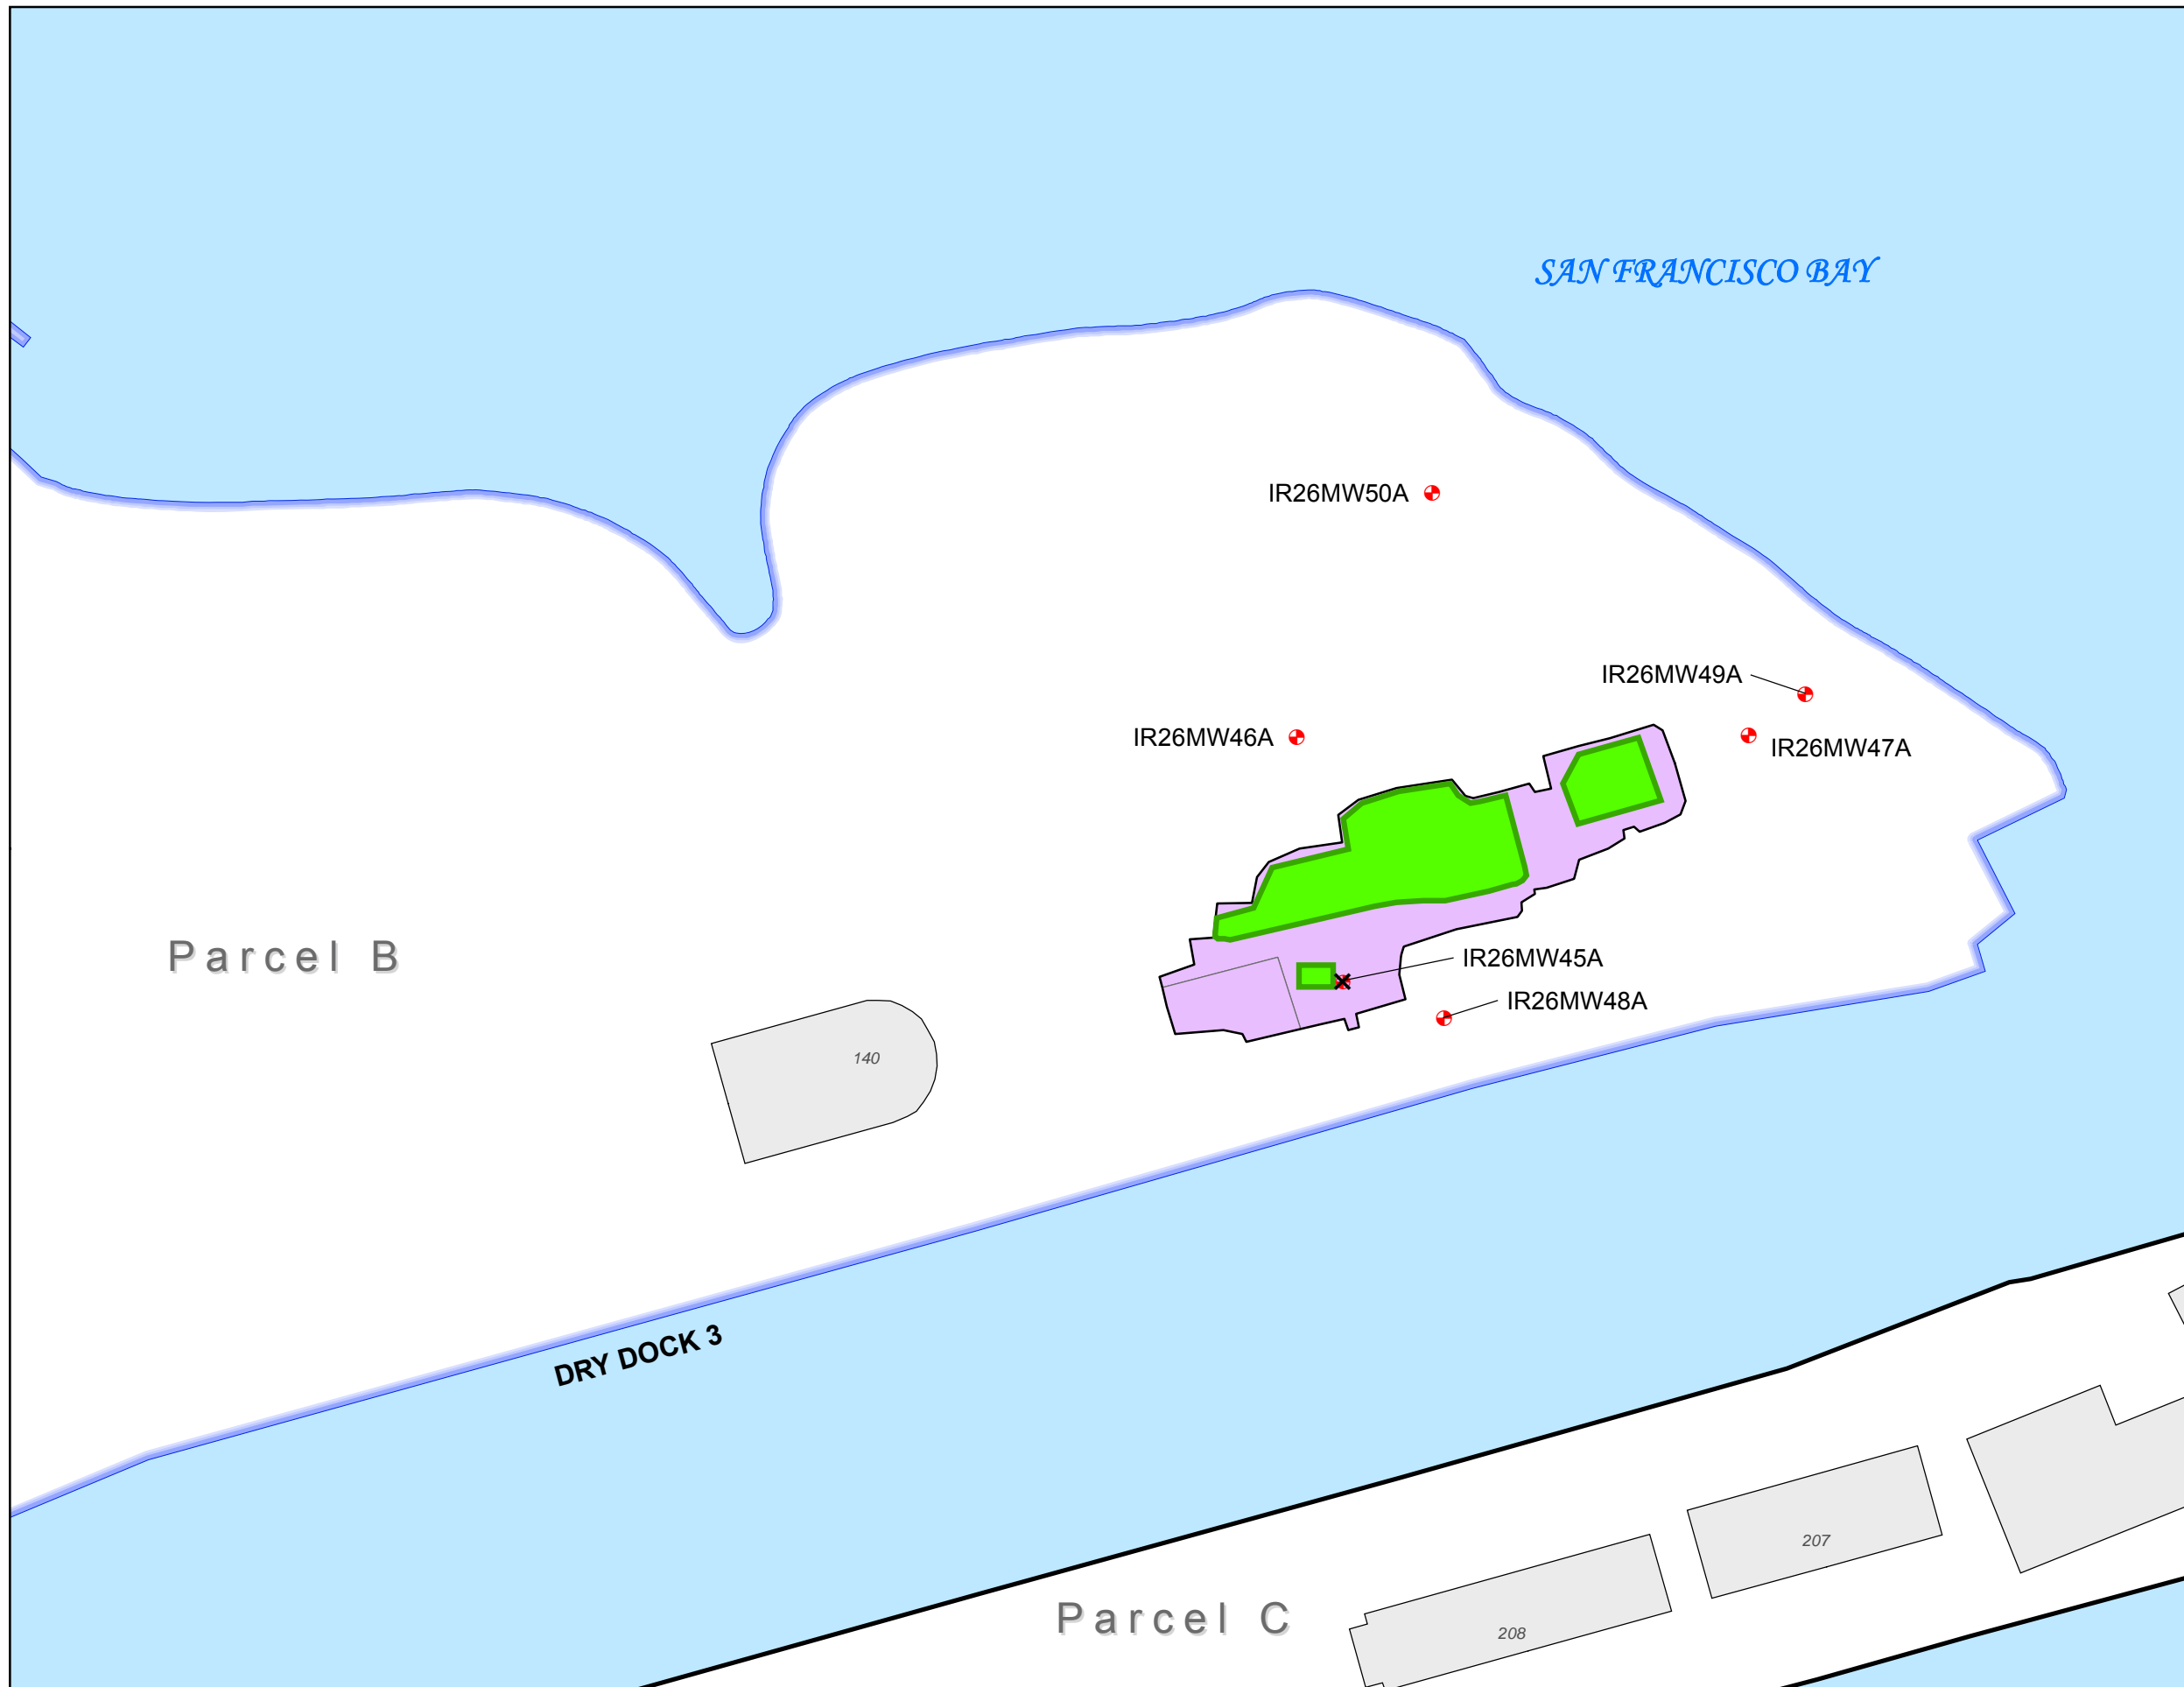 SAN FRANCISCO BAY
IR26MW50A
IR26MW49A
IR26MW46A
IR26MW47A
Parcel B
IR26MW45A
IR26MW48A
140
DRY DOCK 3
207
Parcel C
208